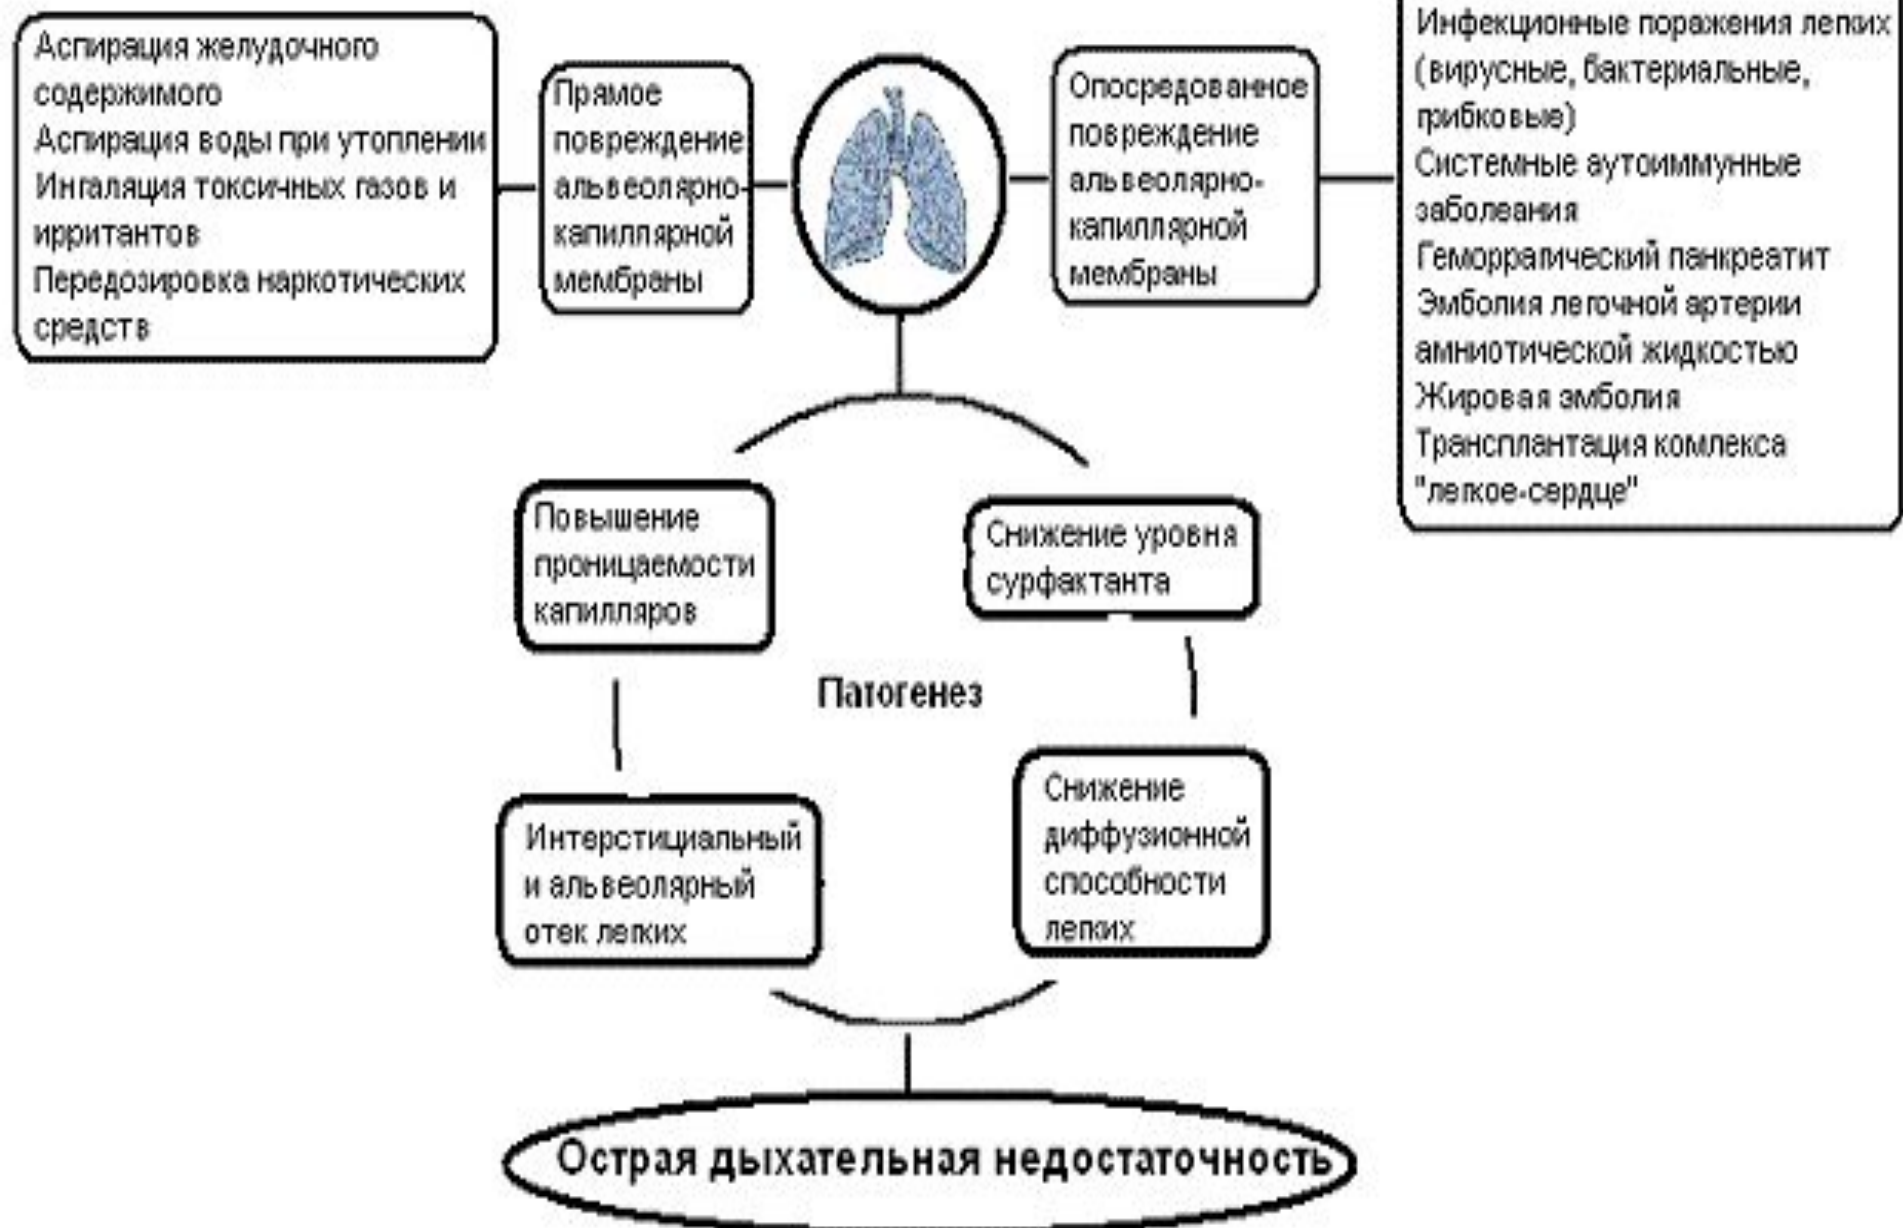 Аспирация желудочного
содержимого
Аспирация воды при утоплении
Ингаляция токсичных газов и
ирритантов
Передозировка наркотических
средств
Прямое
повреждение
альвеолярно-
капиллярной
мембраны
Опосредованное
повреждение
альвеолярно-
капиллярной
мембраны
Инфекционные поражения легких
(вирусные, бактериальные,
грибковые)
Системные аутоиммунные
заболевания
Геморрагический панкреатит
Эмболия легочной артерии
амниотической жидкостью
Жировая эмболия
Трансплантация комлекса
"легкое-сердце"
Повышение
проницаемости
капилляров
Снижение уровня
сурфактанта
Патогенез
Интерстициальный
и альвеолярный
отек легких
Снижение
диффузионной
способности
легких
Острая дыхательная недостаточность